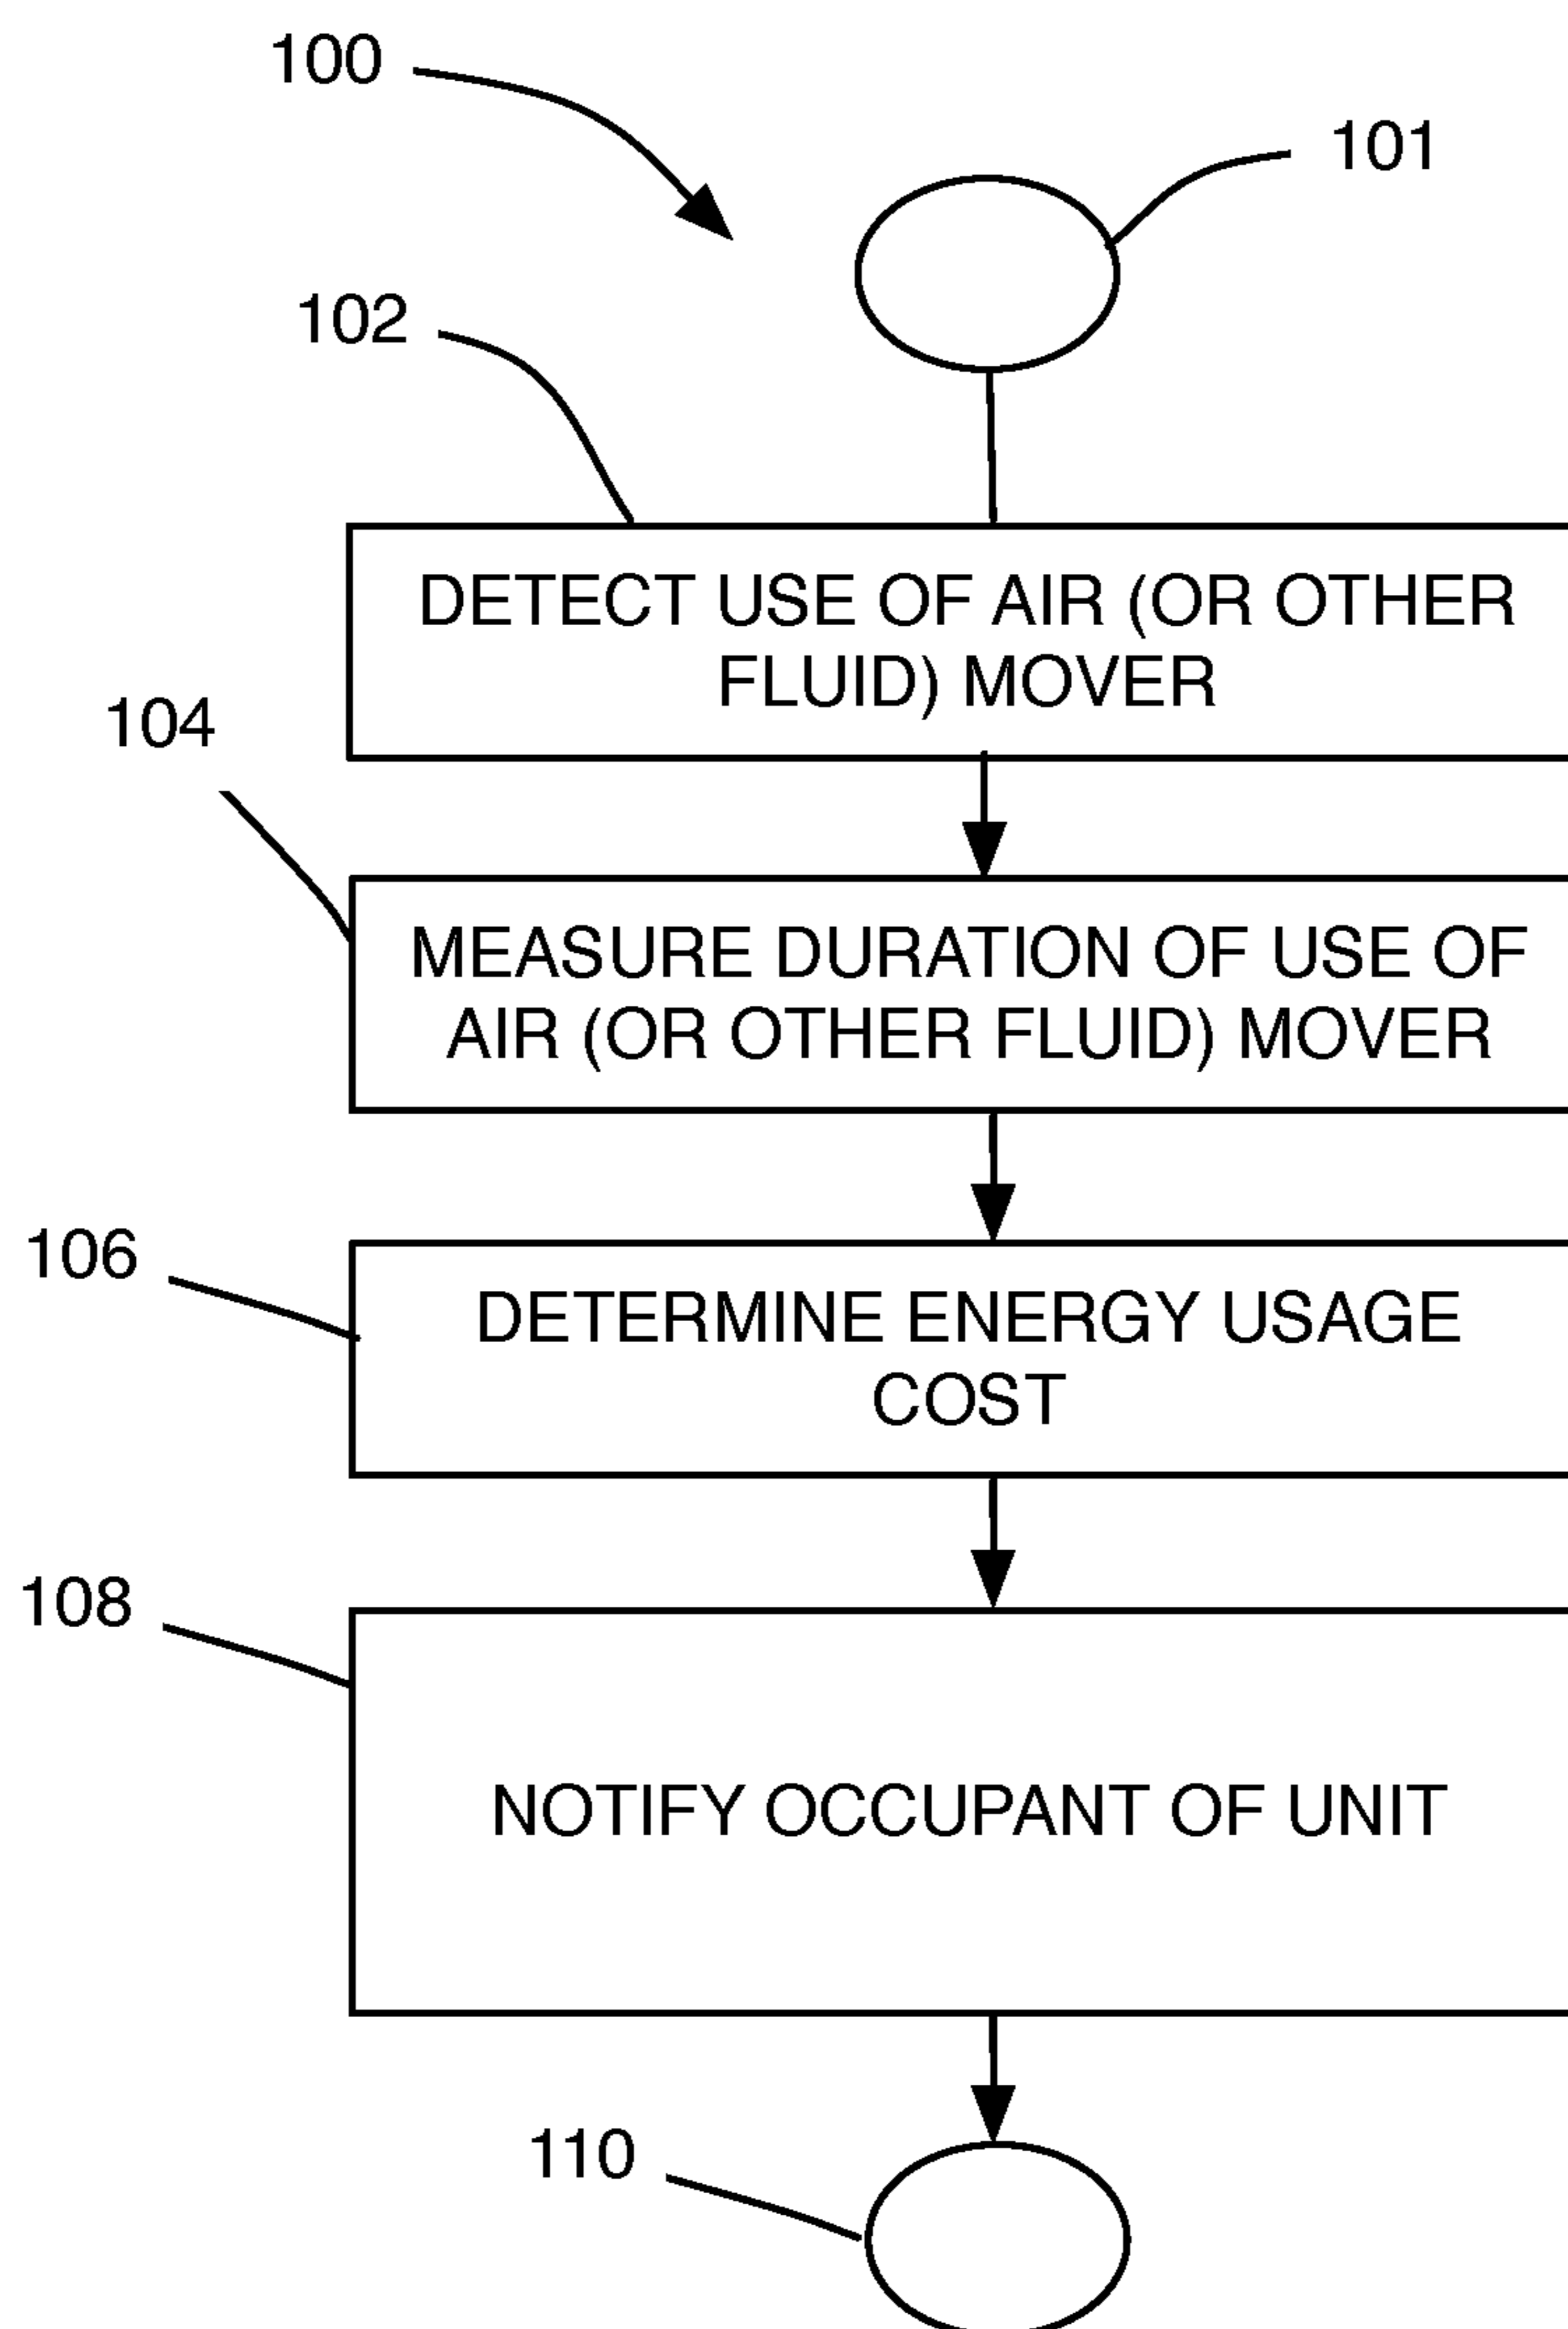 100
101
102
DETECT USE OF AIR (OR OTHER
FLUID) MOVER
104
MEASURE DURATION OF USE OF
AIR (OR OTHER FLUID) MOVER
106
DETERMINE ENERGY USAGE
COST
108
NOTIFY OCCUPANT OF UNIT
110